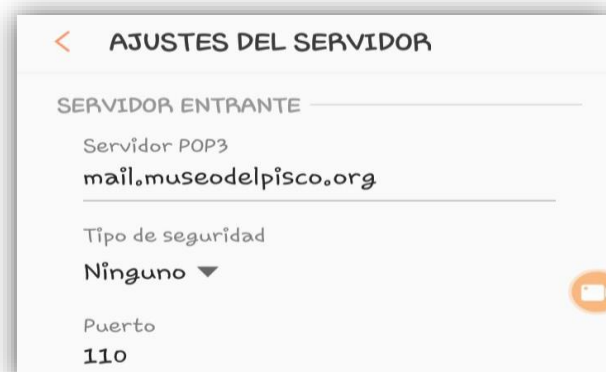 AJUSTES DEL SERVIDOR
SERVIDOR ENTRANTE
Servidor POP3
mail.museodelpisco.org
Tipo de seguridad
Ninguno
Puerto
110